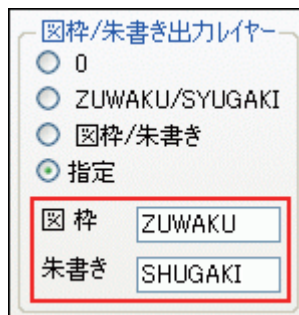 図枠/朱書き出力レイヤー
0
ZUWAKU/SYUGAKI
図枠/朱書き
指定
図 枠 ZUWAKU
朱書き SHUGAKI